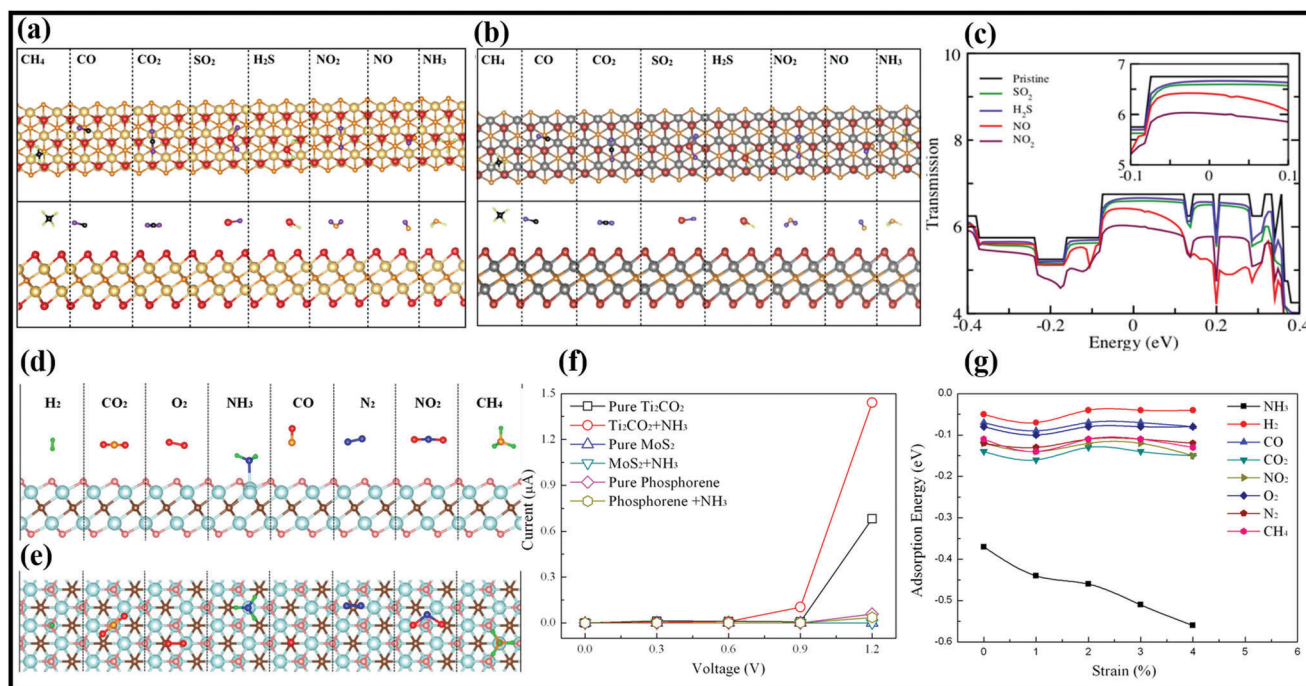 (a)
CH₄ CO CO₂ SO₂ H₂S NO₂ NO NH₃
(b)
CH₄ CO CO₂ SO₂ H₂S NO₂ NO NH₃
(c)
10
8
6
4
Transmission
Pristine
SO₂
H₂S
NO
NO₂
7
6
5
-0.1 0 0.1
-0.4 -0.2 0 0.2 0.4
Energy (eV)
(d)
H₂ CO₂ O₂ NH₃ CO N₂ NO₂ CH₄
(e)
(f)
1.5
1.2
0.9
0.6
0.3
0.0
Current (μA)
Pure Ti₂CO₂
Ti₂CO₂+NH₃
Pure MoS₂
MoS₂+NH₃
Pure Phosphorene
Phosphorene +NH₃
0.0 0.3 0.6 0.9 1.2
Voltage (V)
(g)
0.1
0.0
-0.1
-0.2
-0.3
-0.4
-0.5
-0.6
Adsorption Energy (eV)
NH₃
H₂
CO
CO₂
NO₂
O₂
N₂
CH₄
0 1 2 3 4 5 6
Strain (%)